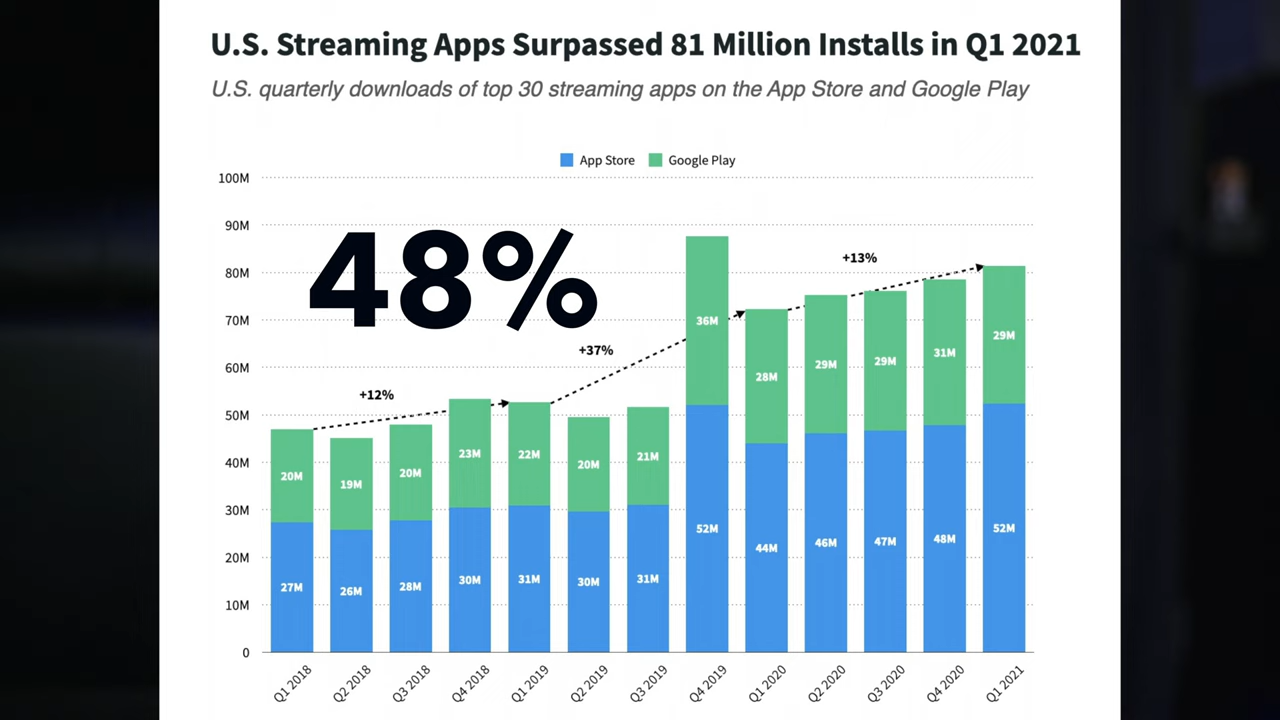 U.S. Streaming Apps Surpassed 81 Million Installs in Q1 2021
U.S. quarterly downloads of top 30 streaming apps on the App Store and Google Play
App Store Google Play
100M
90M
80M
70M
60M
50M
40M
30M
20M
10M
0
48%
+12%
+37%
+13%
20M 19M 20M 23M 22M 20M 21M 36M 28M 29M 29M 31M 29M
27M 26M 28M 30M 31M 30M 31M 52M 44M 46M 47M 48M 52M
Q1 2018 Q2 2018 Q3 2018 Q4 2018 Q1 2019 Q2 2019 Q3 2019 Q4 2019 Q1 2020 Q2 2020 Q3 2020 Q4 2020 Q1 2021